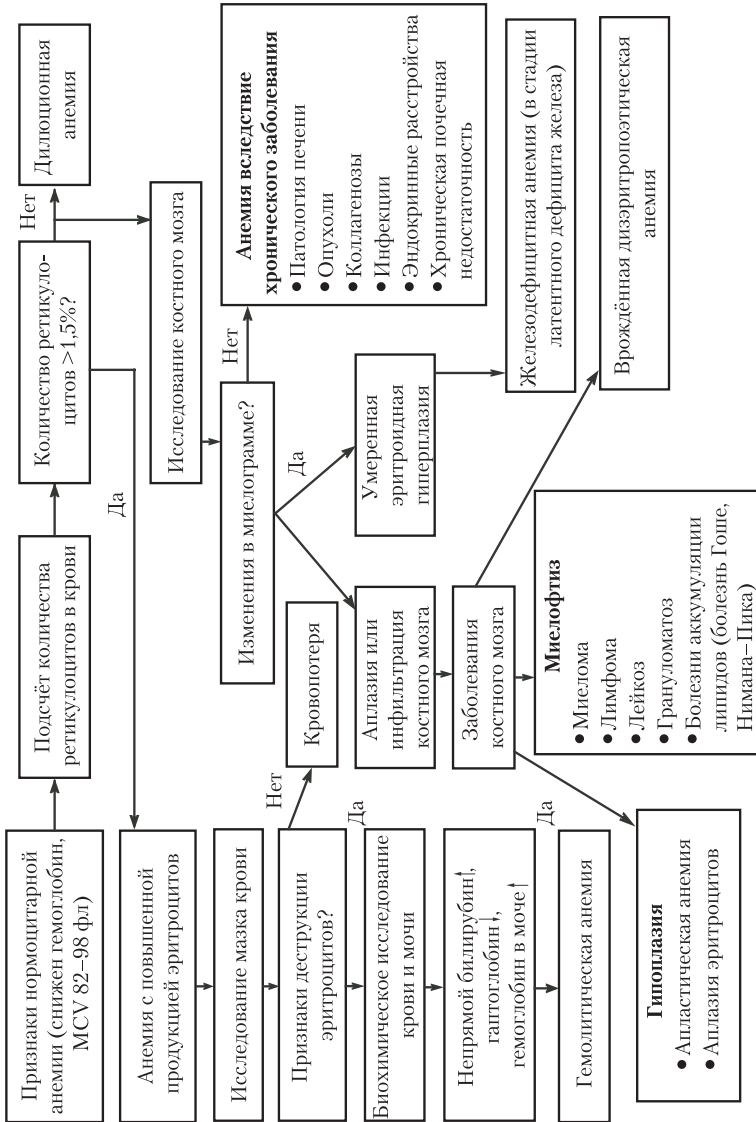 Признаки нормоцитарной
анемии (снижен гемоглобин,
MCV 82–98 фл)
Подсчёт количества
ретикулоцитов в крови
Количество ретикуло-
цитов >1,5%?
Нет
Дилюционная
анемия
Да
Анемия с повышенной
продукцией эритроцитов
Исследование костного мозга
Исследование мазка крови
Изменения в миелограмме?
Нет
Анемия вследствие
хронического заболевания
• Патология печени
• Опухоли
• Коллагенозы
• Инфекции
• Эндокринные расстройства
• Хроническая почечная
недостаточность
Признаки деструкции
эритроцитов?
Нет
Кровопотеря
Да
Да
Биохимическое исследование
крови и мочи
Аплазия или
инфильтрация
костного мозга
Умеренная
эритроидная
гиперплазия
Непрямой билирубин↑,
гаптоглобин↓,
гемоглобин в моче↑
Заболевания
костного мозга
Железодефицитная анемия (в стадии
латентного дефицита железа)
Да
Гемолитическая анемия
Миелофтиз
• Миелома
• Лимфома
• Лейкоз
• Грануломатоз
• Болезни аккумуляции
липидов (болезнь Гоше,
Нимана–Пика)
Врождённая дизэритропоэтическая
анемия
Гипоплазия
• Апластическая анемия
• Аплазия эритроцитов